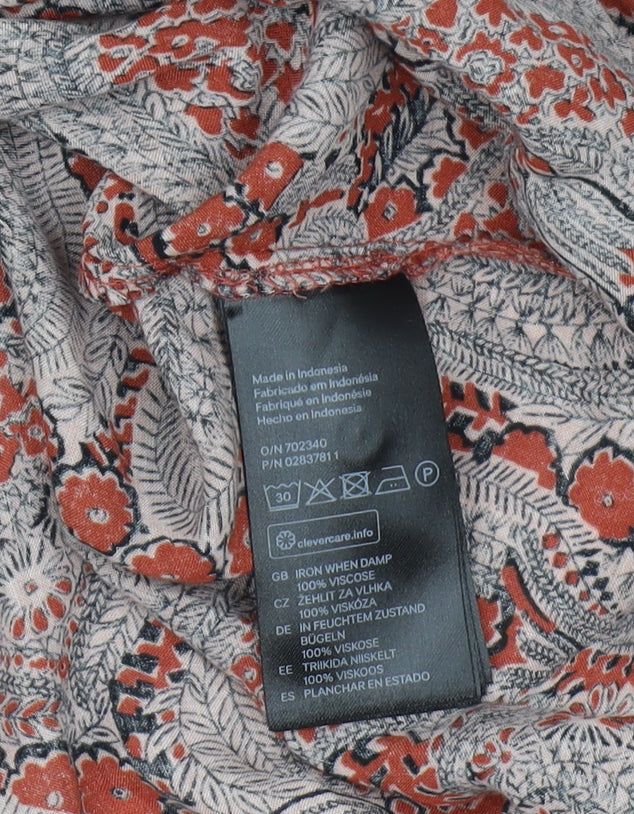 Made in Indonesia
Fabricado em Indonésia
Fabriqué en Indonésie
Hecho en Indonesia
O/N 702340
P/N 02837811
30 P
clevercare.info
GB IRON WHEN DAMP
100% VISCOSE
CZ ŽEHLIT ZA VLHKA
100% VISKÓZA
DE IN FEUCHTEM ZUSTAND
BÜGELN
100% VISKOSE
EE TRIIKIDA NIISKELT
100% VISKOOS
ES PLANCHAR EN ESTADO